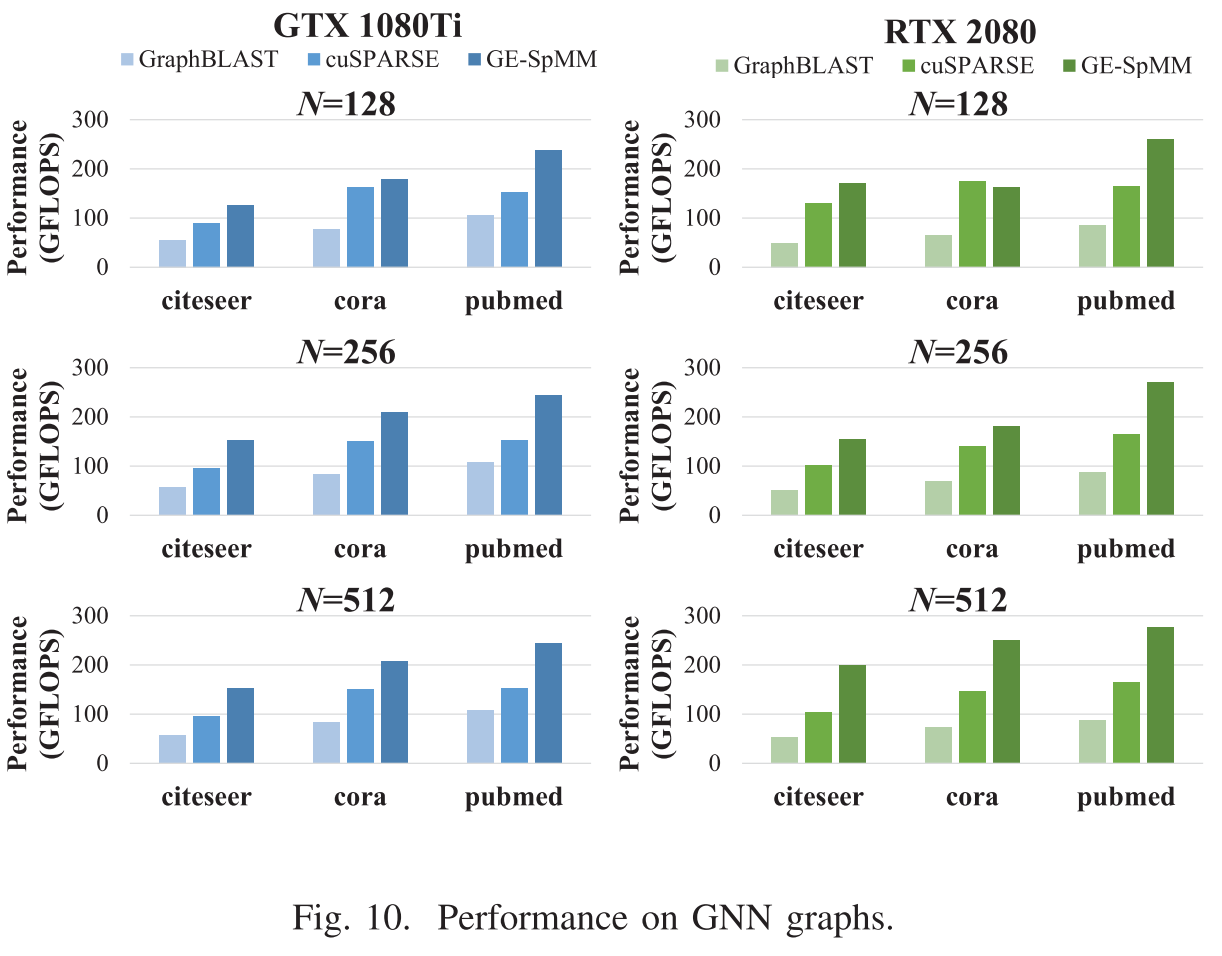 GTX 1080Ti
GraphBLAST cuSPARSE GE-SpMM
N=128
Performance
(GFLOPS)
300
200
100
0
citeseer cora pubmed
N=256
Performance
(GFLOPS)
300
200
100
0
citeseer cora pubmed
N=512
Performance
(GFLOPS)
300
200
100
0
citeseer cora pubmed
RTX 2080
GraphBLAST cuSPARSE GE-SpMM
N=128
Performance
(GFLOPS)
300
200
100
0
citeseer cora pubmed
N=256
Performance
(GFLOPS)
300
200
100
0
citeseer cora pubmed
N=512
Performance
(GFLOPS)
300
200
100
0
citeseer cora pubmed
Fig. 10. Performance on GNN graphs.